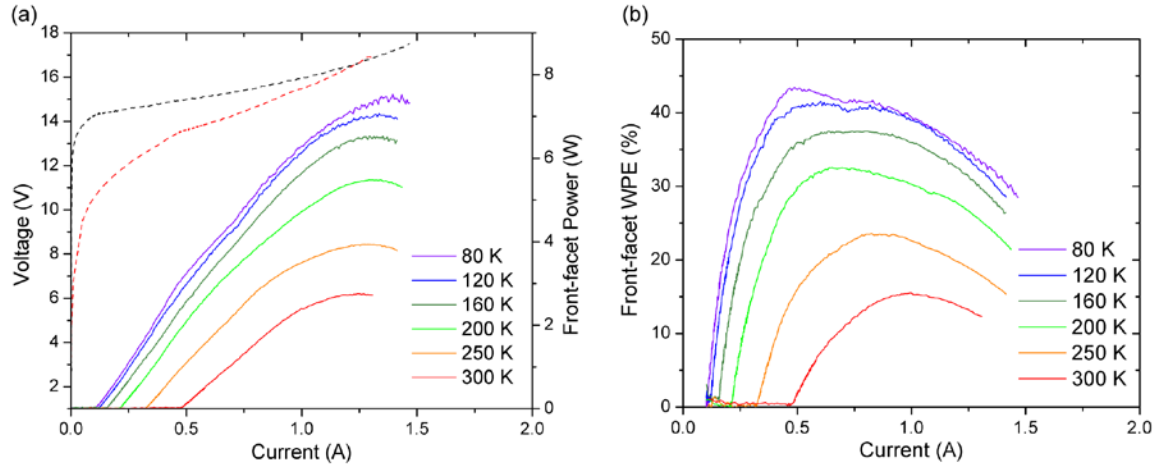 (a)
18
16
14
12
10
8
6
4
2
Voltage (V)
0.0
0.5
1.0
1.5
2.0
Current (A)
8
6
4
2
0
Front-facet Power (W)
80 K
120 K
160 K
200 K
250 K
300 K
(b)
50
40
30
20
10
0
Front-facet WPE (%)
0.0
0.5
1.0
1.5
2.0
Current (A)
80 K
120 K
160 K
200 K
250 K
300 K